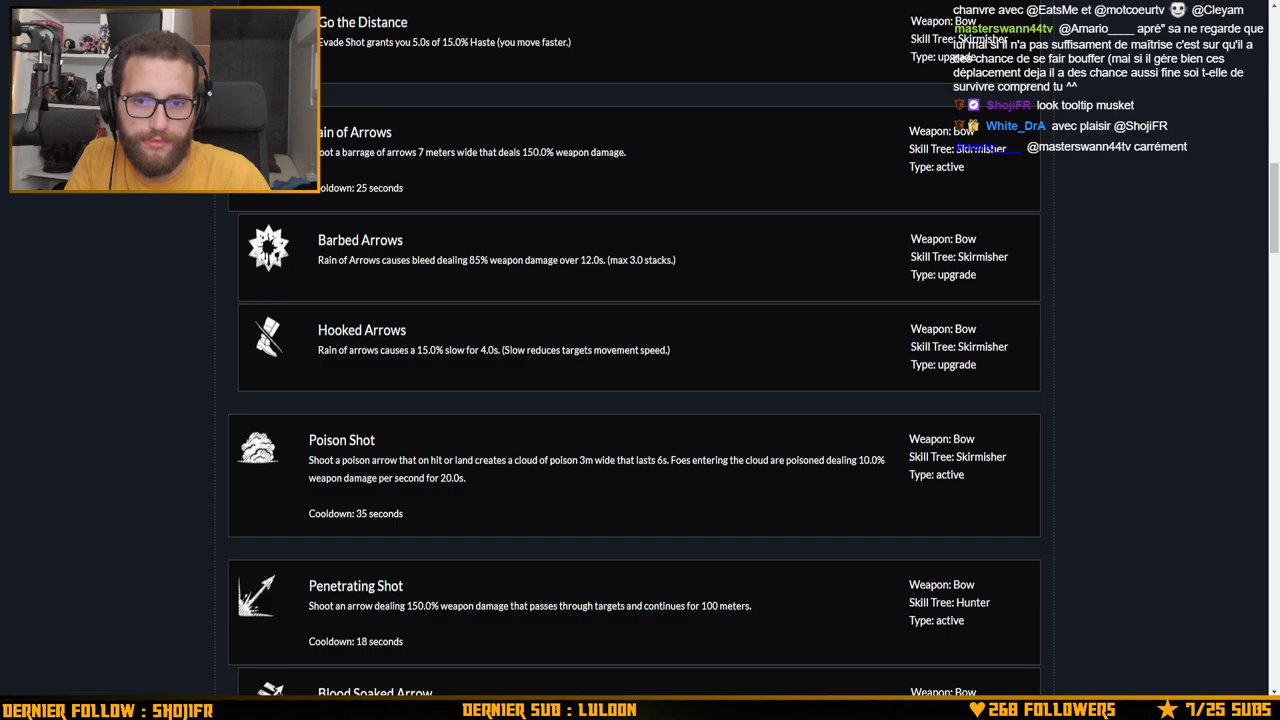 chanvre avec @EatsMe et @motcoeurtv @Cleyam
masterswann44tv @Amario____ apré" sa ne regarde que
lui mai si il n'a pas suffisament de maîtrise c'est sur qu'il a
des chance de se fair bouffer (mai si il gére bien ces
déplacement deja il a des chance aussi fine soi t-elle de
survivre comprend tu ^^
ShojiFR look tooltip musket
White_DrA avec plaisir @ShojiFR
@masterswann44tv carrément
Go the Distance
Evade Shot grants you 5.0s of 15.0% Haste (you move faster.)
Weapon: Bow
Skill Tree: Skirmisher
Type: upgrade
ain of Arrows
oot a barrage of arrows 7 meters wide that deals 150.0% weapon damage.
ooldown: 25 seconds
Weapon: Bow
Skill Tree: Skirmisher
Type: active
Barbed Arrows
Rain of Arrows causes bleed dealing 85% weapon damage over 12.0s. (max 3.0 stacks.)
Weapon: Bow
Skill Tree: Skirmisher
Type: upgrade
Hooked Arrows
Rain of arrows causes a 15.0% slow for 4.0s. (Slow reduces targets movement speed.)
Weapon: Bow
Skill Tree: Skirmisher
Type: upgrade
Poison Shot
Shoot a poison arrow that on hit or land creates a cloud of poison 3m wide that lasts 6s. Foes entering the cloud are poisoned dealing 10.0%
weapon damage per second for 20.0s.
Cooldown: 35 seconds
Weapon: Bow
Skill Tree: Skirmisher
Type: active
Penetrating Shot
Shoot an arrow dealing 150.0% weapon damage that passes through targets and continues for 100 meters.
Cooldown: 18 seconds
Weapon: Bow
Skill Tree: Hunter
Type: active
Blood Soaked Arrow
Weapon: Bow
DERNIER FOLLOW : SHOJIFR
DERNIER SUB : LULOON
268 FOLLOWERS
7/25 SUBS